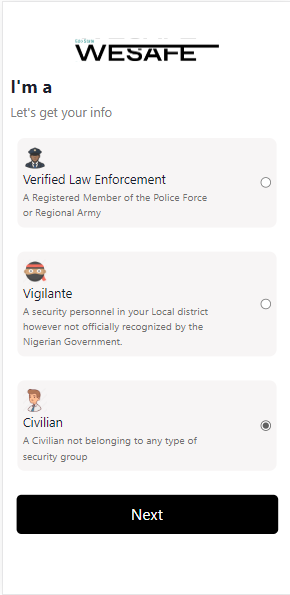 WESAFE
I'm a
Let's get your info
Verified Law Enforcement
A Registered Member of the Police Force
or Regional Army
Vigilante
A security personnel in your Local district
however not officially recognized by the
Nigerian Government.
Civilian
A Civilian not belonging to any type of
security group
Next